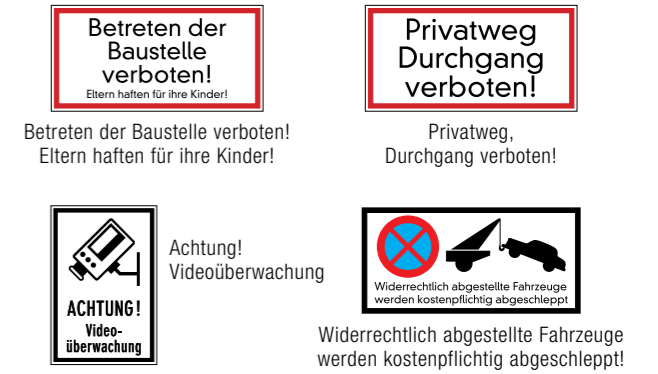 Betreten der
Baustelle
verboten!
Eltern haften für ihre Kinder!
Betreten der Baustelle verboten!
Eltern haften für ihre Kinder!
Privatweg
Durchgang
verboten!
Privatweg,
Durchgang verboten!
ACHTUNG!
Video-
überwachung
Achtung!
Videoüberwachung
Widerrechtlich abgestellte Fahrzeuge
werden kostenpflichtig abgeschleppt
Widerrechtlich abgestellte Fahrzeuge
werden kostenpflichtig abgeschleppt!